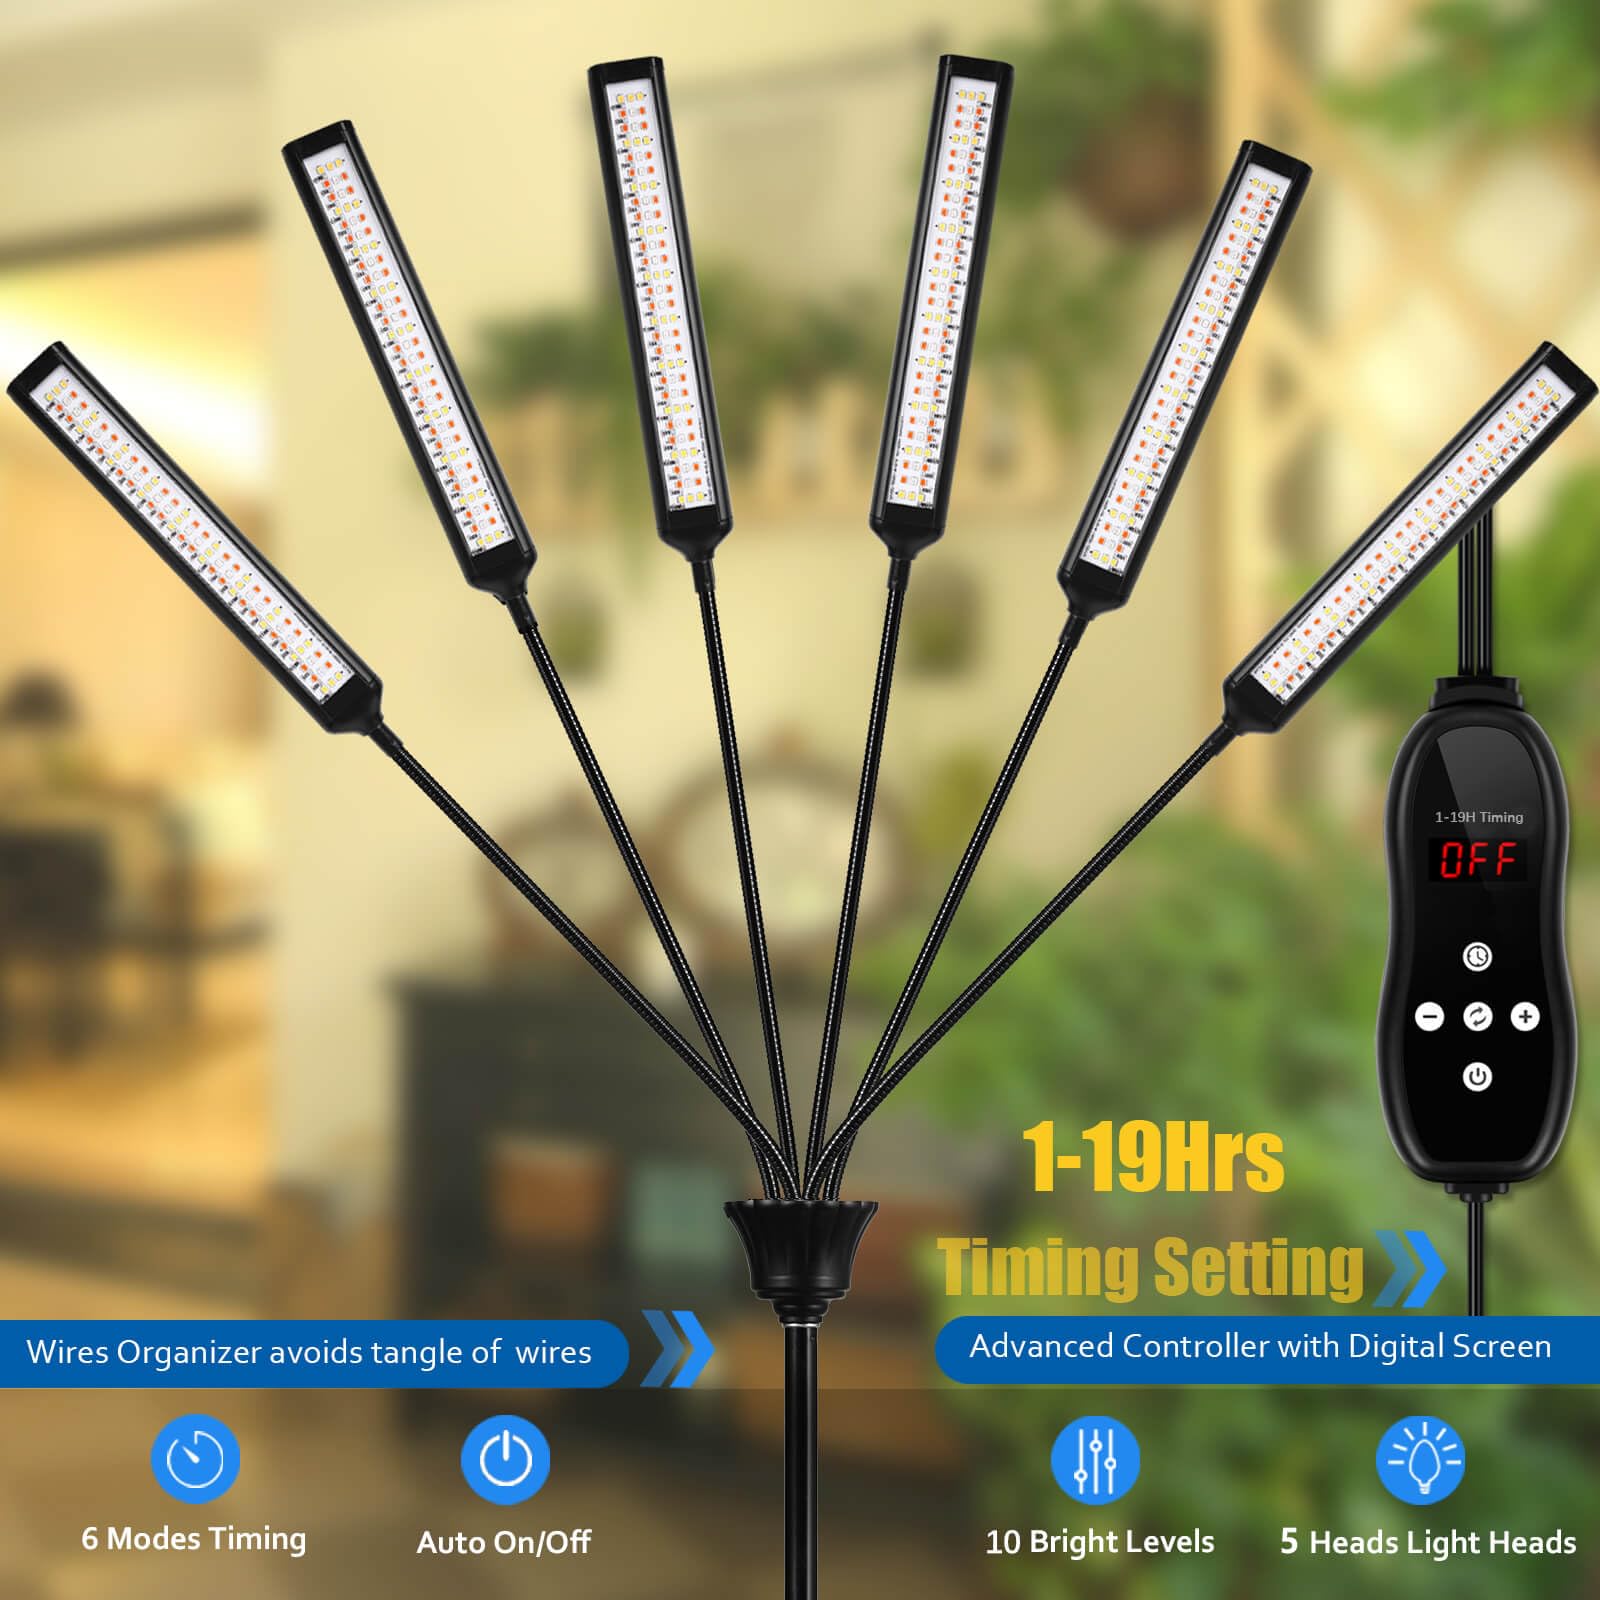 1-19H Timing
OFF
1-19Hrs
Timing Setting
Wires Organizer avoids tangle of wires
Advanced Controller with Digital Screen
6 Modes Timing
Auto On/Off
10 Bright Levels
5 Heads Light Heads